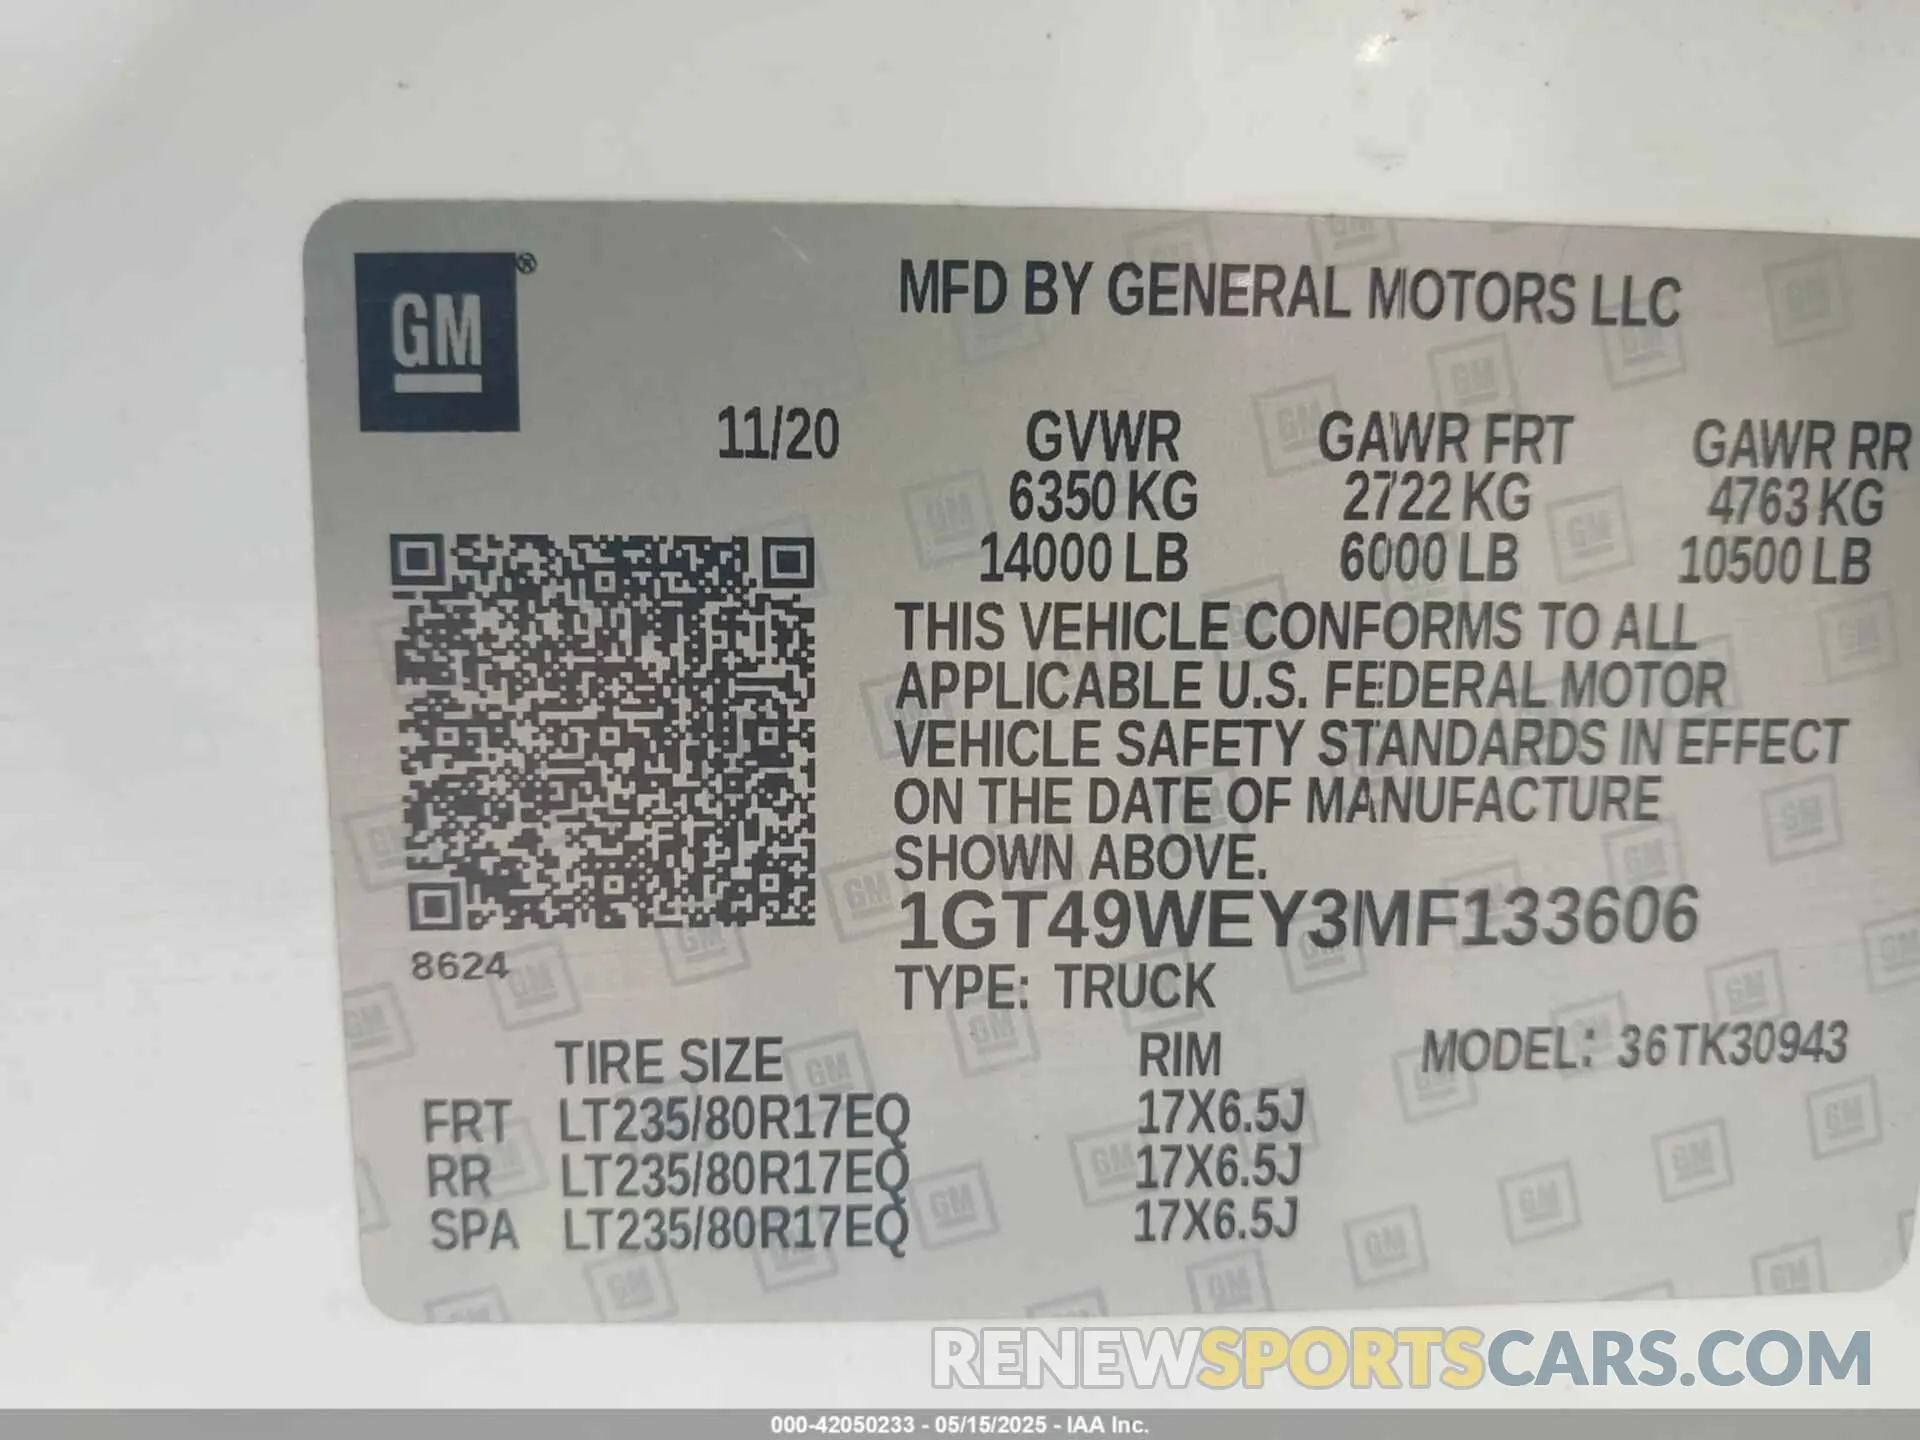 GM®
MFD BY GENERAL MOTORS LLC
11/20 GVWR GAWR FRT GAWR RR
6350 KG 2722 KG 4763 KG
14000 LB 6000 LB 10500 LB
THIS VEHICLE CONFORMS TO ALL
APPLICABLE U.S. FEDERAL MOTOR
VEHICLE SAFETY STANDARDS IN EFFECT
ON THE DATE OF MANUFACTURE
SHOWN ABOVE.
1GT49WEY3MF133606
8624
TYPE: TRUCK
TIRE SIZE RIM MODEL: 36TK30943
FRT LT235/80R17EQ 17X6.5J
RR LT235/80R17EQ 17X6.5J
SPA LT235/80R17EQ 17X6.5J
RENEWSPORTSCARS.COM
000-42050233 - 05/15/2025 - IAA Inc.